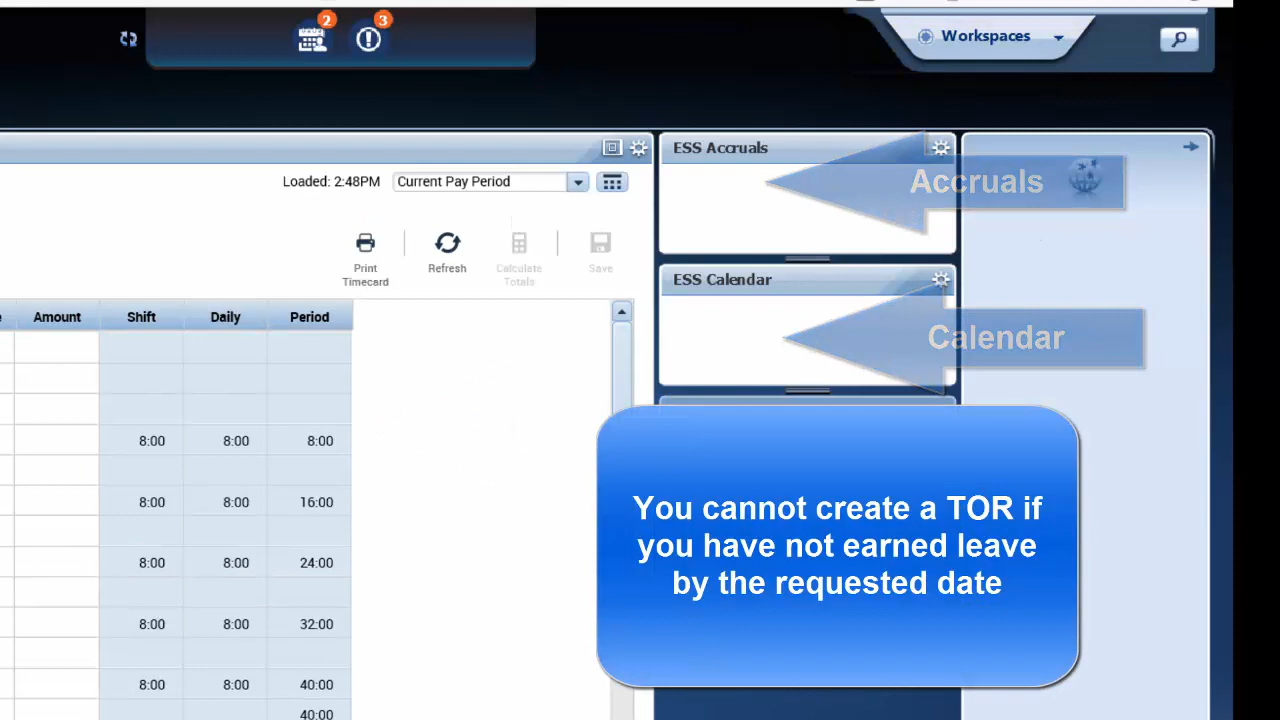 2
3
Workspaces
ESS Accruals
Accruals
Loaded: 2:48PM
Current Pay Period
Print
Timecard
Refresh
Calculate
Totals
Save
ESS Calendar
Calendar
Amount
Shift
Daily
Period
8:00 8:00 8:00
8:00 8:00 16:00
8:00 8:00 24:00
8:00 8:00 32:00
8:00 8:00 40:00
40:00
You cannot create a TOR if
you have not earned leave
by the requested date